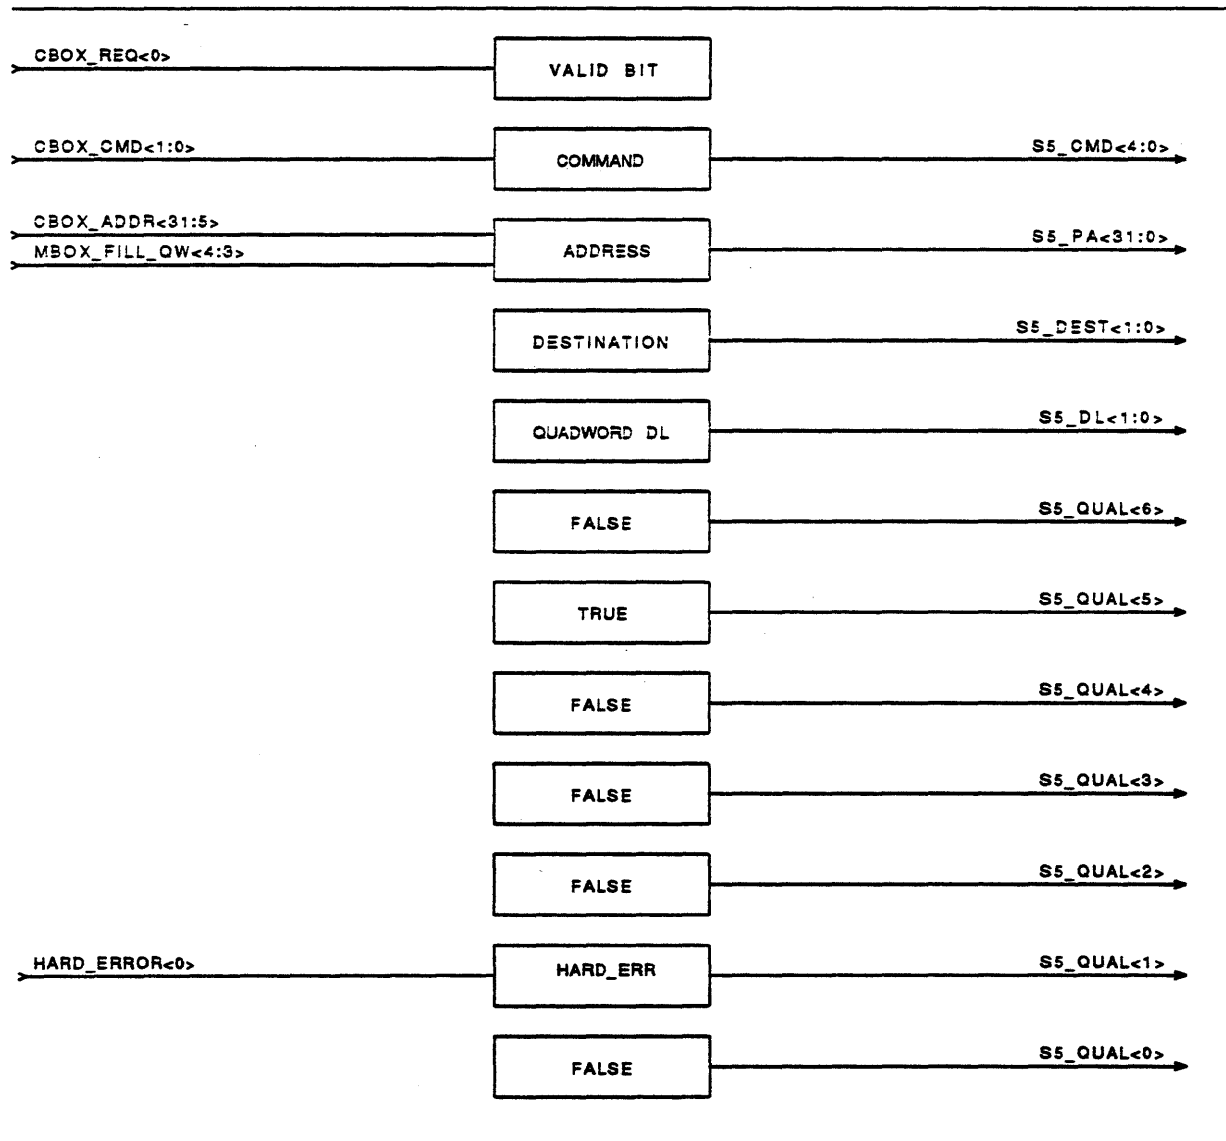 CBOX_REQ<0>
VALID BIT
CBOX_CMD<1:0>
COMMAND
S5_CMD<4:0>
CBOX_ADDR<31:5>
MBOX_FILL_QW<4:3>
ADDRESS
S5_PA<31:0>
DESTINATION
S5_DEST<1:0>
QUADWORD DL
S5_DL<1:0>
FALSE
S5_QUAL<6>
TRUE
S5_QUAL<5>
FALSE
S5_QUAL<4>
FALSE
S5_QUAL<3>
FALSE
S5_QUAL<2>
HARD_ERROR<0>
HARD_ERR
S5_QUAL<1>
FALSE
S5_QUAL<0>